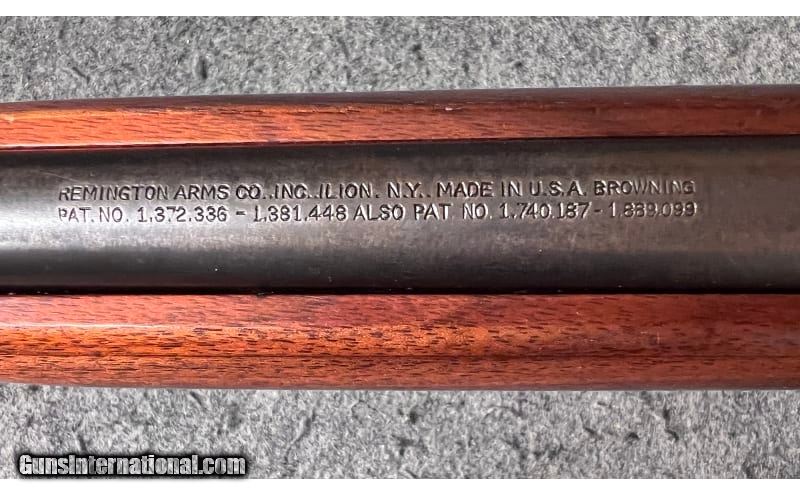 REMINGTON ARMS CO., INC., ILION, N.Y., MADE IN U.S.A. BROWNING
PAT. NO. 1,372,336 - 1,381,448 ALSO PAT. NO. 1,740,187 - 1,889,099
GunsInternational.com